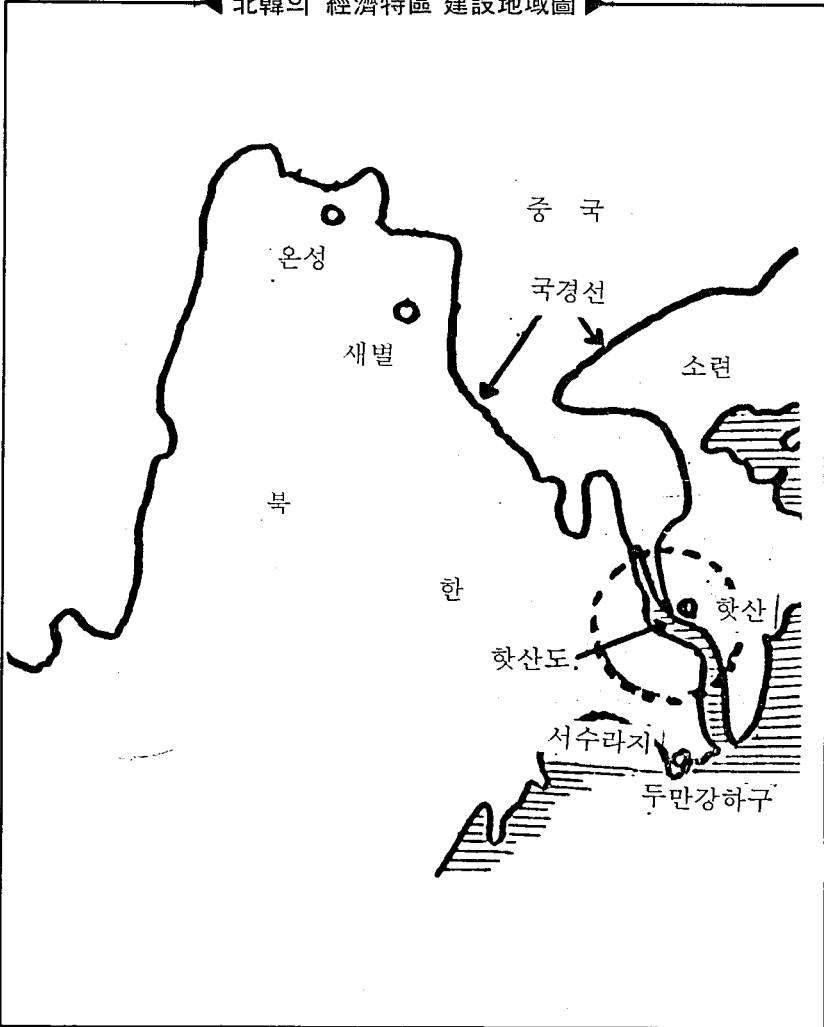 北韓의 經濟特區 建設地域圖
중 국
온성
국경선
새별
소련
북
한
핫산
핫산도.
서수라지
두만강하구